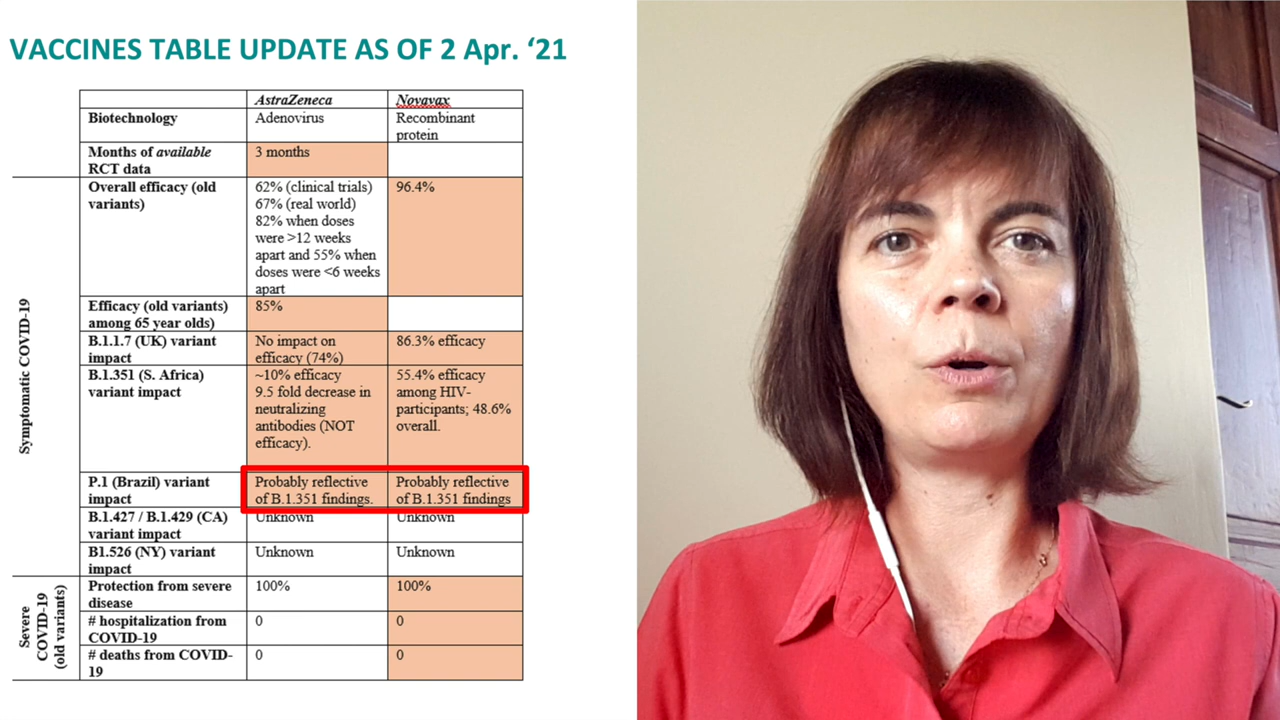 VACCINES TABLE UPDATE AS OF 2 Apr. ‘21
AstraZeneca Novavax
Biotechnology Adenovirus Recombinant
protein
Months of available 3 months
RCT data
Symptomatic COVID-19
Overall efficacy (old 62% (clinical trials) 96.4%
variants) 67% (real world)
82% when doses
were >12 weeks
apart and 55% when
doses were <6 weeks
apart
Efficacy (old variants) 85%
among 65 year olds)
B.1.1.7 (UK) variant No impact on 86.3% efficacy
impact efficacy (74%)
B.1.351 (S. Africa) ~10% efficacy 55.4% efficacy
variant impact 9.5 fold decrease in among HIV-
neutralizing participants; 48.6%
antibodies (NOT overall.
efficacy).
P.1 (Brazil) variant Probably reflective Probably reflective
impact of B.1.351 findings. of B.1.351 findings
B.1.427 / B.1.429 (CA) Unknown Unknown
variant impact
B1.526 (NY) variant Unknown Unknown
impact
Severe
COVID-19
(old variants)
Protection from severe 100% 100%
disease
# hospitalization from 0 0
COVID-19
# deaths from COVID- 0 0
19